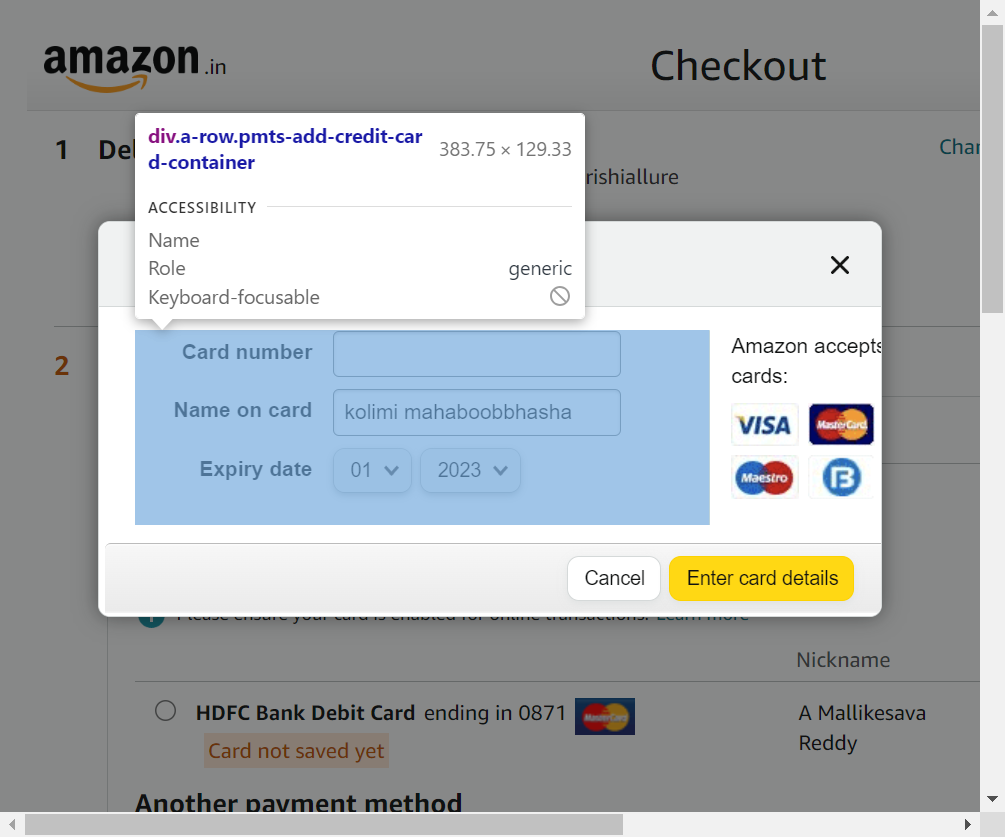 amazon.in
Checkout
1 Del
Chan
rishiallure
div.a-row.pmts-add-credit-car
d-container
383.75 × 129.33
ACCESSIBILITY
Name
Role generic
Keyboard-focusable
2
Card number
Name on card kolimi mahaboobbhasha
Expiry date 01 2023
Amazon accepts
cards:
VISA MasterCard
Maestro B
Cancel Enter card details
Please ensure your card is enabled for online transactions. Learn more
Nickname
HDFC Bank Debit Card ending in 0871 MasterCard
Card not saved yet
A Mallikesava
Reddy
Another payment method